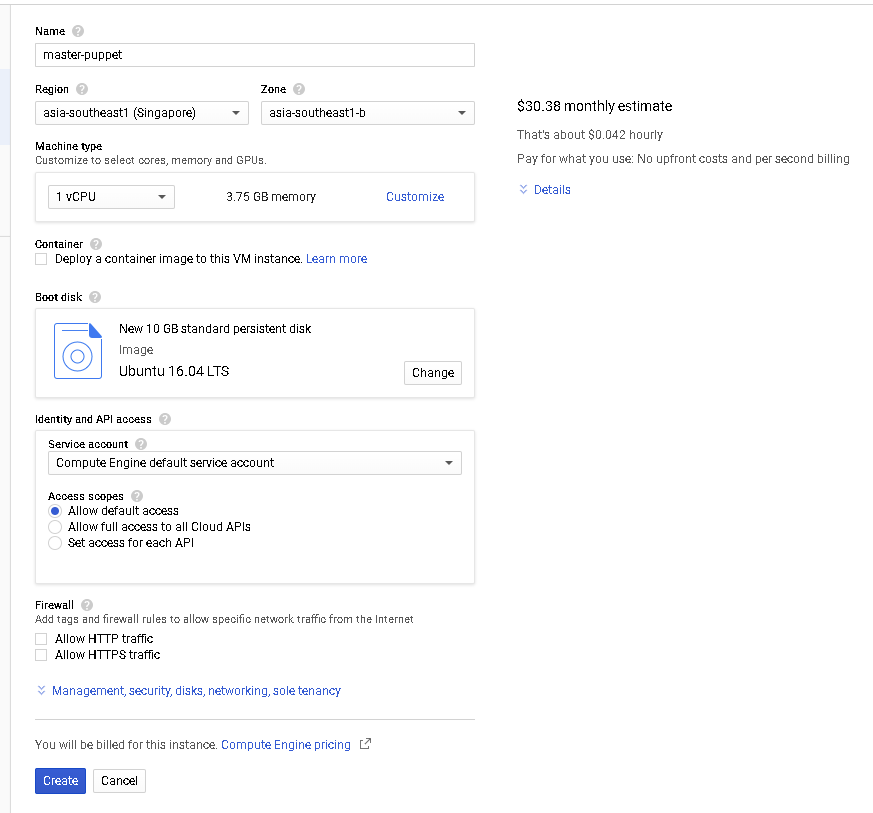 Name
master-puppet
Region Zone
asia-southeast1 (Singapore) asia-southeast1-b
$30.38 monthly estimate
That's about $0.042 hourly
Pay for what you use: No upfront costs and per second billing
Details
Machine type
Customize to select cores, memory and GPUs.
1 vCPU 3.75 GB memory Customize
Container
Deploy a container image to this VM instance. Learn more
Boot disk
New 10 GB standard persistent disk
Image
Ubuntu 16.04 LTS
Change
Identity and API access
Service account
Compute Engine default service account
Access scopes
Allow default access
Allow full access to all Cloud APIs
Set access for each API
Firewall
Add tags and firewall rules to allow specific network traffic from the Internet
Allow HTTP traffic
Allow HTTPS traffic
Management, security, disks, networking, sole tenancy
You will be billed for this instance. Compute Engine pricing
Create Cancel